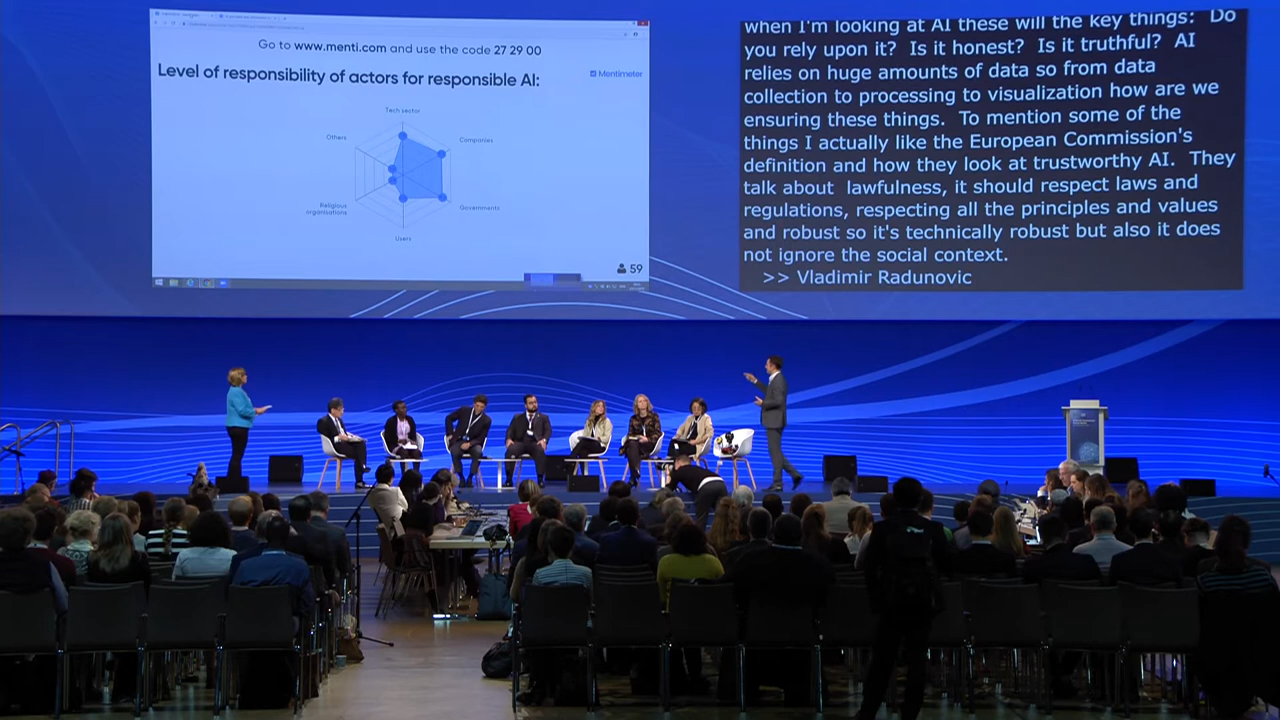 Go to www.menti.com and use the code 27 29 00
Level of responsibility of actors for responsible AI:
Mentimeter
Tech sector
Others
Companies
Religious
organisations
Governments
Users
59
when I'm looking at AI these will the key things:  Do
you rely upon it?  Is it honest?  Is it truthful?  AI
relies on huge amounts of data so from data
collection to processing to visualization how are we
ensuring these things.  To mention some of the
things I actually like the European Commission's
definition and how they look at trustworthy AI.  They
talk about  lawfulness, it should respect laws and
regulations, respecting all the principles and values
and robust so it's technically robust but also it does
not ignore the social context.
>> Vladimir Radunovic